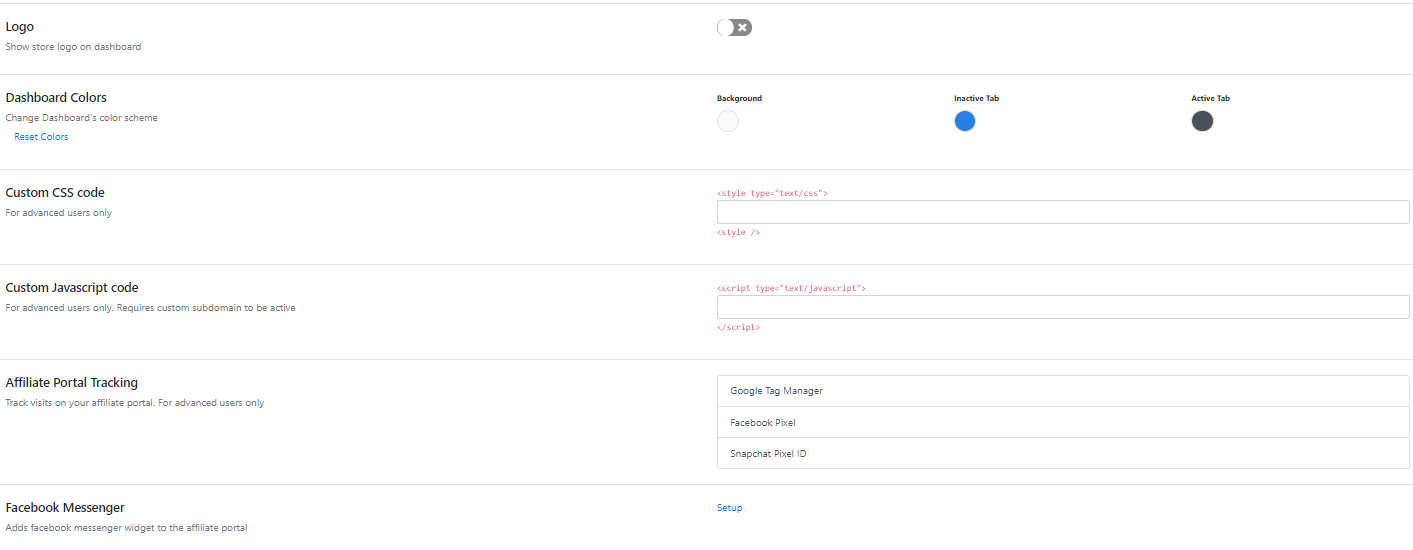 Logo
Show store logo on dashboard
Dashboard Colors
Change Dashboard's color scheme
Reset Colors
Background
Inactive Tab
Active Tab
Custom CSS code
For advanced users only
<style type="text/css">
<style />
Custom Javascript code
For advanced users only. Requires custom subdomain to be active
<script type="text/javascript">
</script>
Affiliate Portal Tracking
Track visits on your affiliate portal. For advanced users only
Google Tag Manager
Facebook Pixel
Snapchat Pixel ID
Facebook Messenger
Adds facebook messenger widget to the affiliate portal
Setup